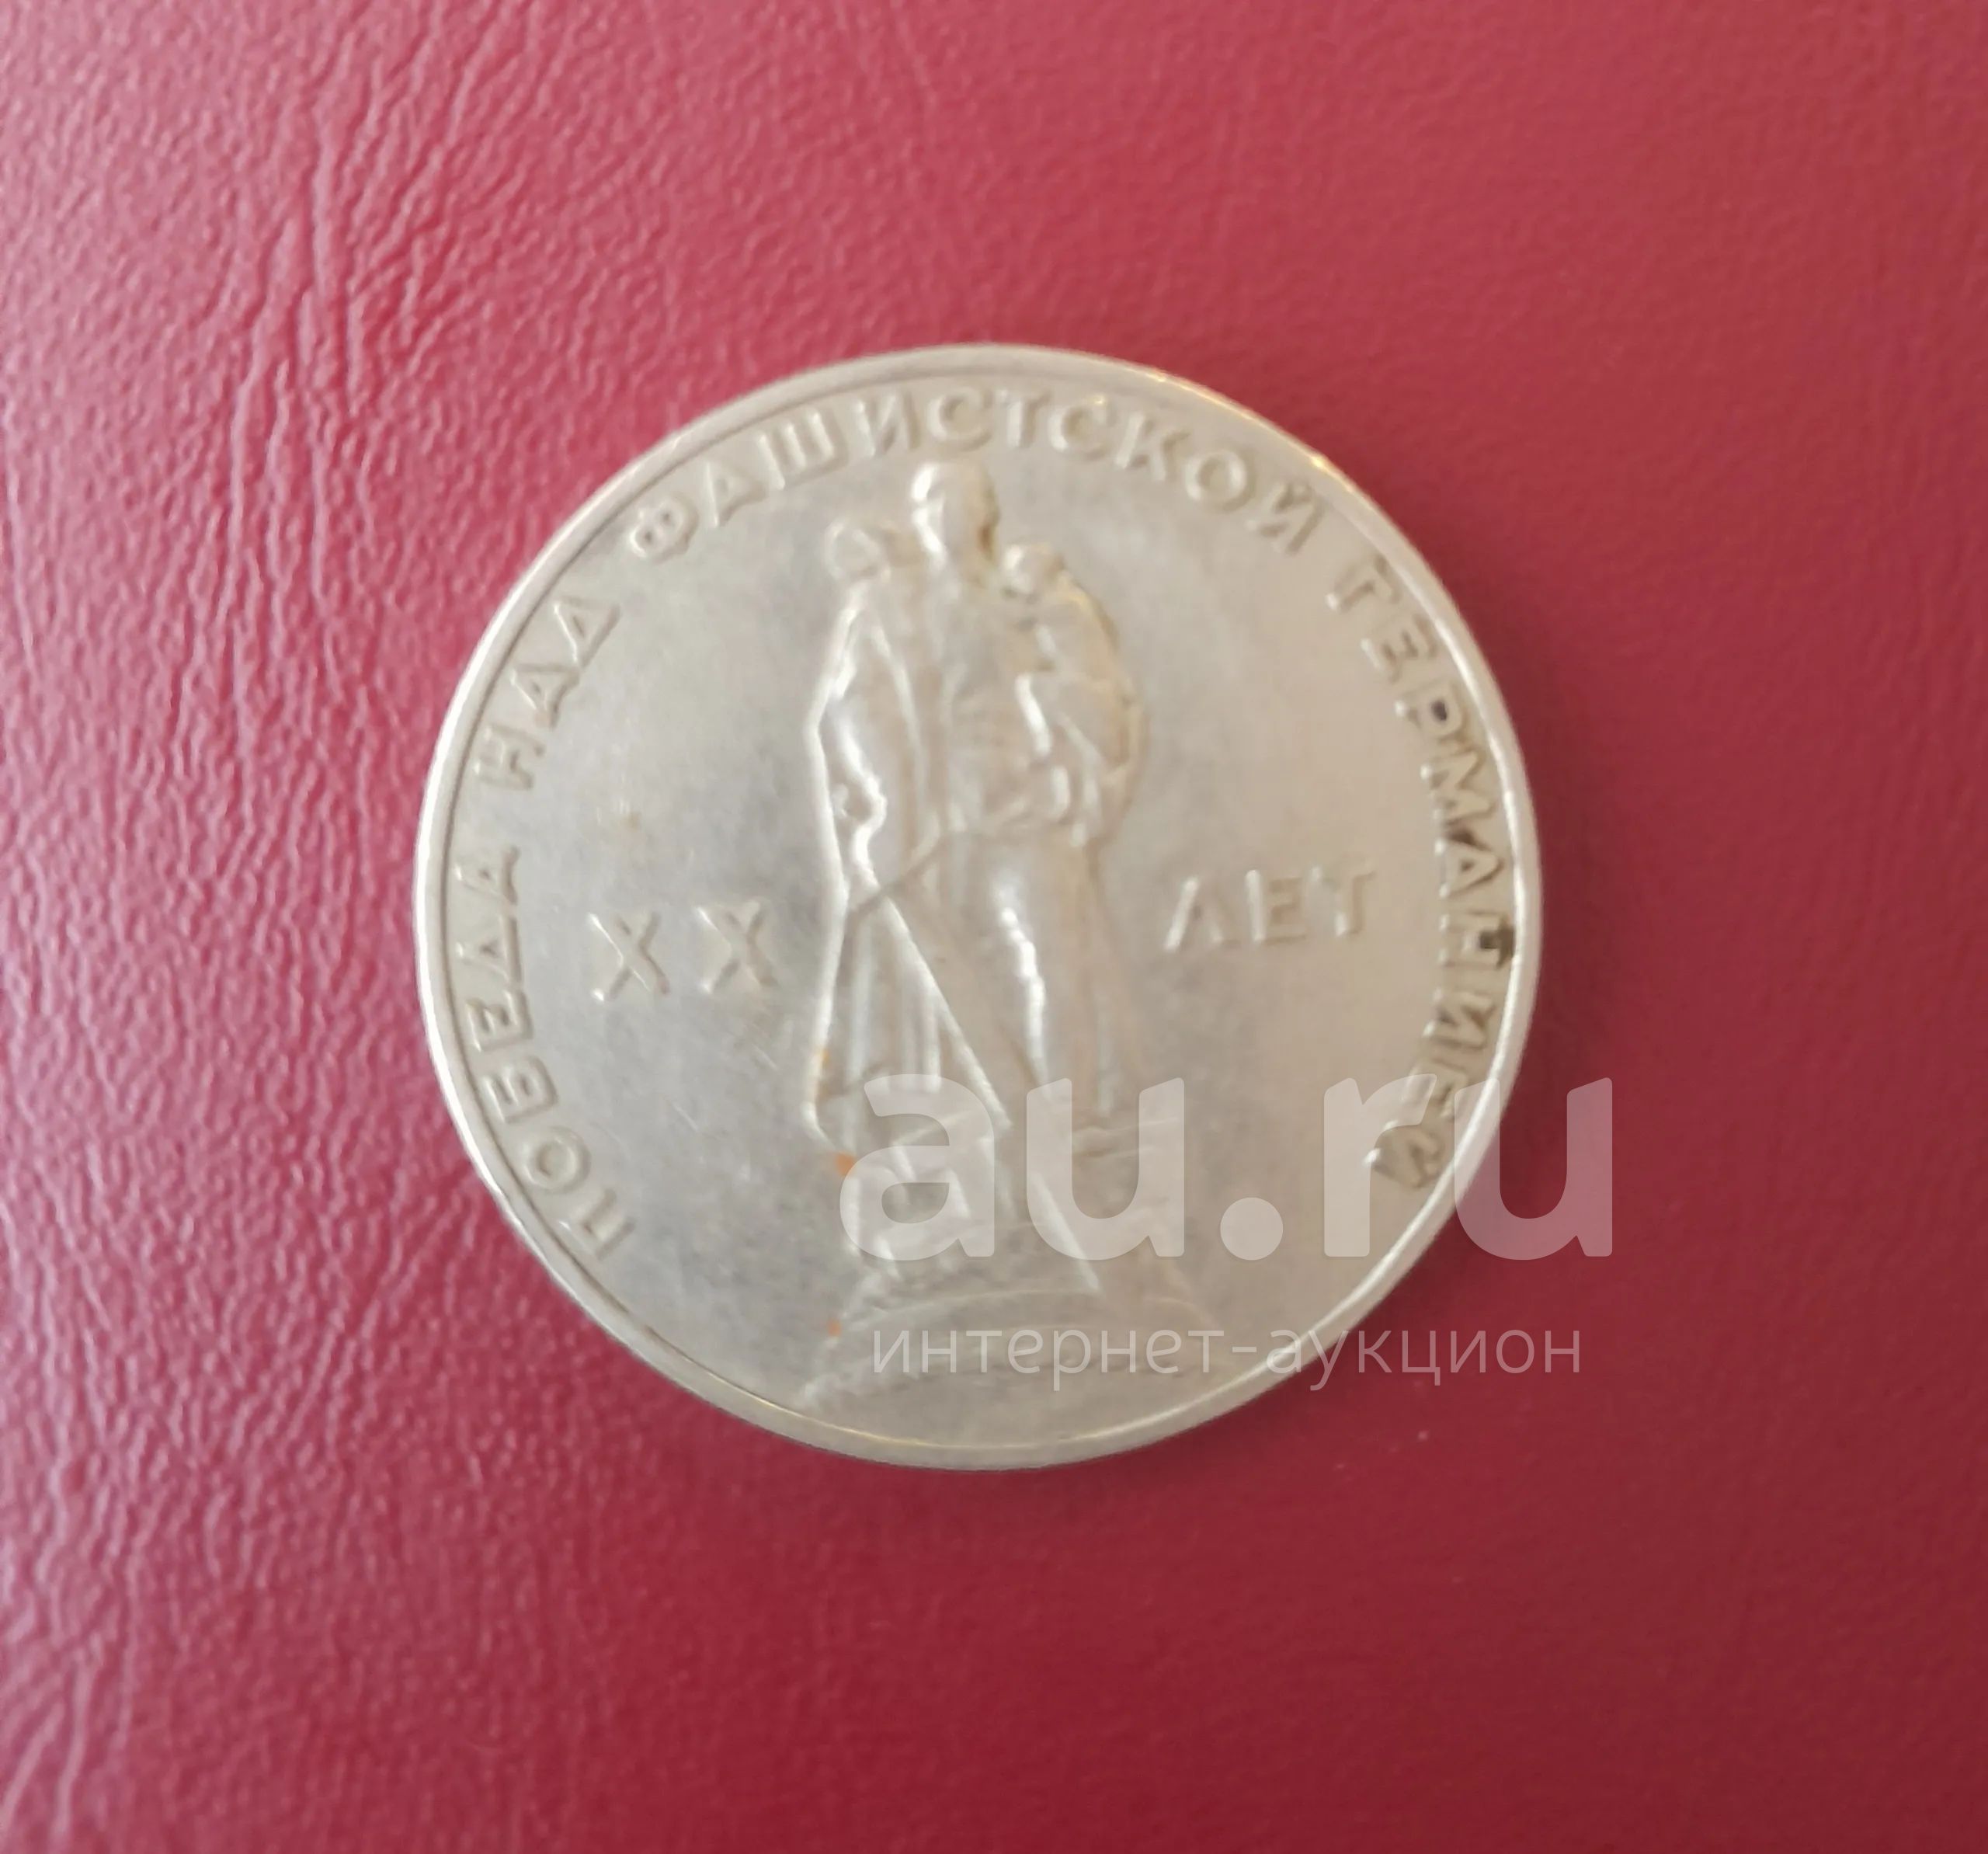 ПОБЕДА НАД ФАШИСТСКОЙ ГЕРМАНИЕЙ
XX ЛЕТ
au.ru
интернет-аукцион